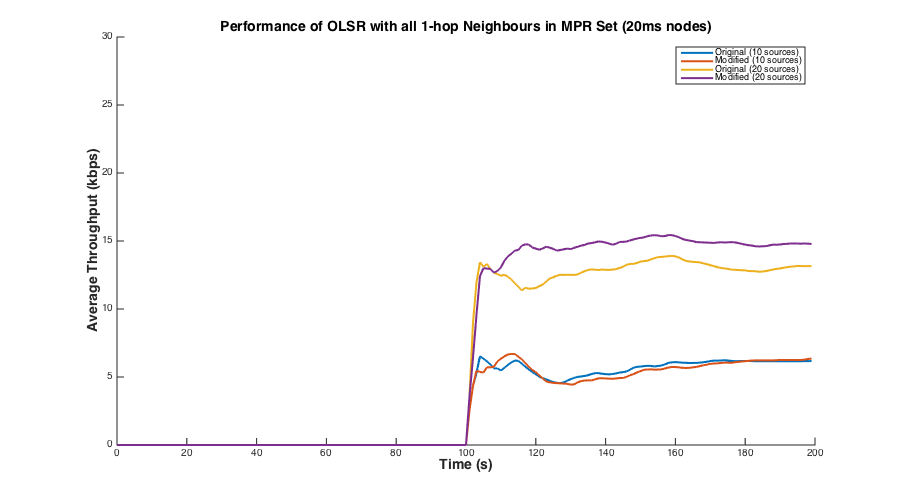 Performance of OLSR with all 1-hop Neighbours in MPR Set (20ms nodes)
Original (10 sources)
Modified (10 sources)
Original (20 sources)
Modified (20 sources)
Average Throughput (kbps)
30
25
20
15
10
5
0
0 20 40 60 80 100 120 140 160 180 200
Time (s)